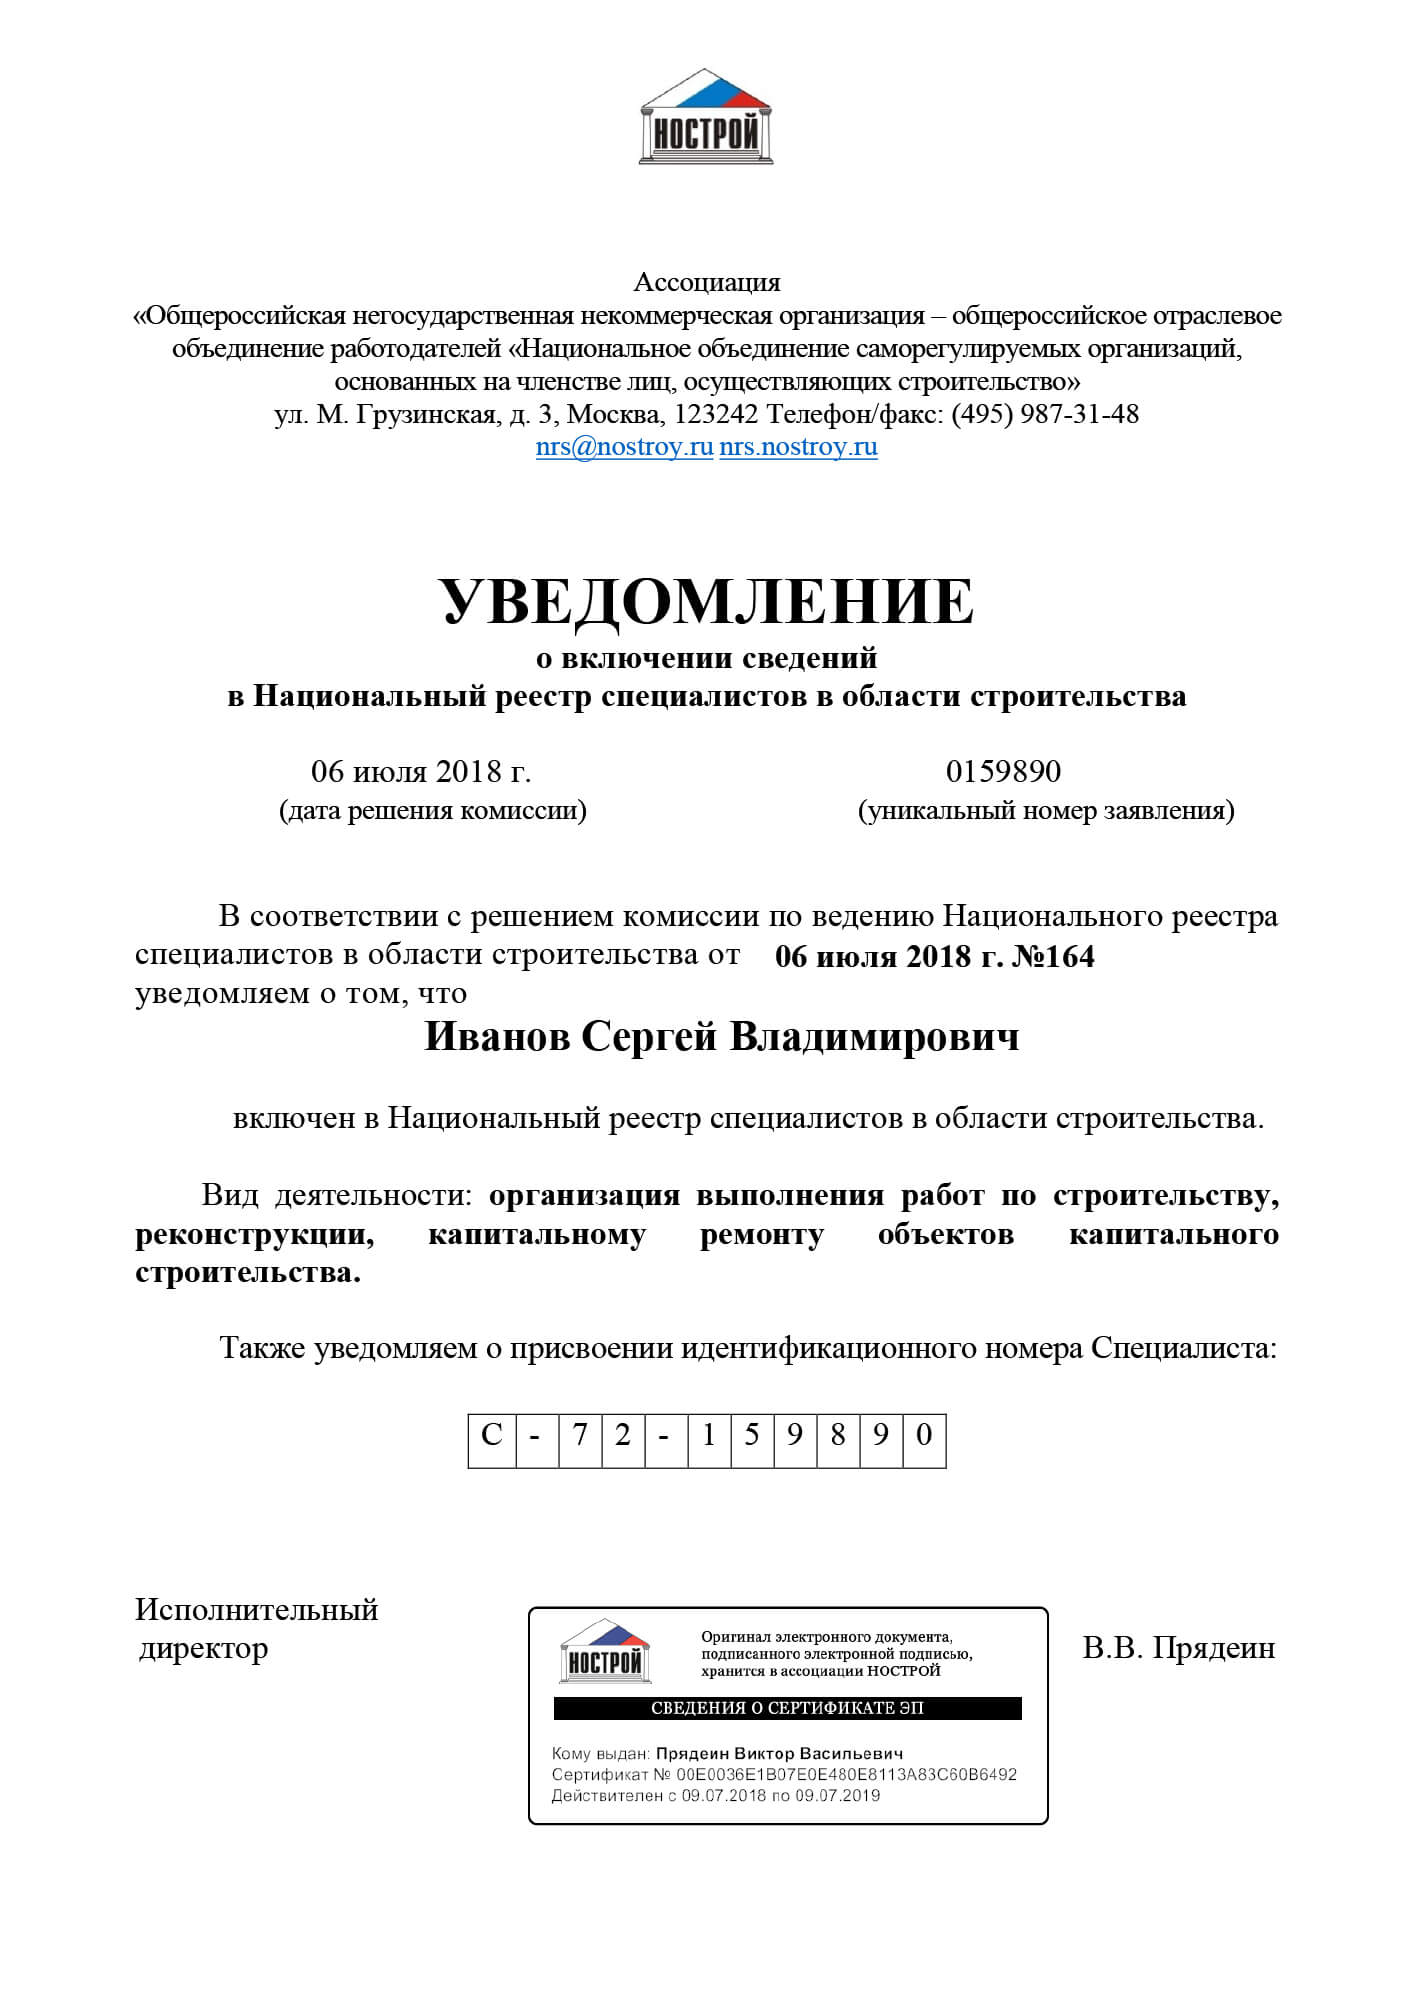 НОСТРОЙ
Ассоциация
«Общероссийская негосударственная некоммерческая организация – общероссийское отраслевое
объединение работодателей «Национальное объединение саморегулируемых организаций,
основанных на членстве лиц, осуществляющих строительство»
ул. М. Грузинская, д. 3, Москва, 123242 Телефон/факс: (495) 987-31-48
nrs@nostroy.ru nrs.nostroy.ru
УВЕДОМЛЕНИЕ
о включении сведений
в Национальный реестр специалистов в области строительства
06 июля 2018 г. 0159890
(дата решения комиссии) (уникальный номер заявления)
В соответствии с решением комиссии по ведению Национального реестра
специалистов в области строительства от 06 июля 2018 г. №164
уведомляем о том, что
Иванов Сергей Владимирович
включен в Национальный реестр специалистов в области строительства.
Вид деятельности: организация выполнения работ по строительству,
реконструкции, капитальному ремонту объектов капитального
строительства.
Также уведомляем о присвоении идентификационного номера Специалиста:
С - 7 2 - 1 5 9 8 9 0
Исполнительный
директор
НОСТРОЙ
Оригинал электронного документа,
подписанного электронной подписью,
хранится в ассоциации НОСТРОЙ
СВЕДЕНИЯ О СЕРТИФИКАТЕ ЭП
Кому выдан: Прядеин Виктор Васильевич
Сертификат № 00E0036E1B07E0E480E8113A83C60B6492
Действителен с 09.07.2018 по 09.07.2019
В.В. Прядеин